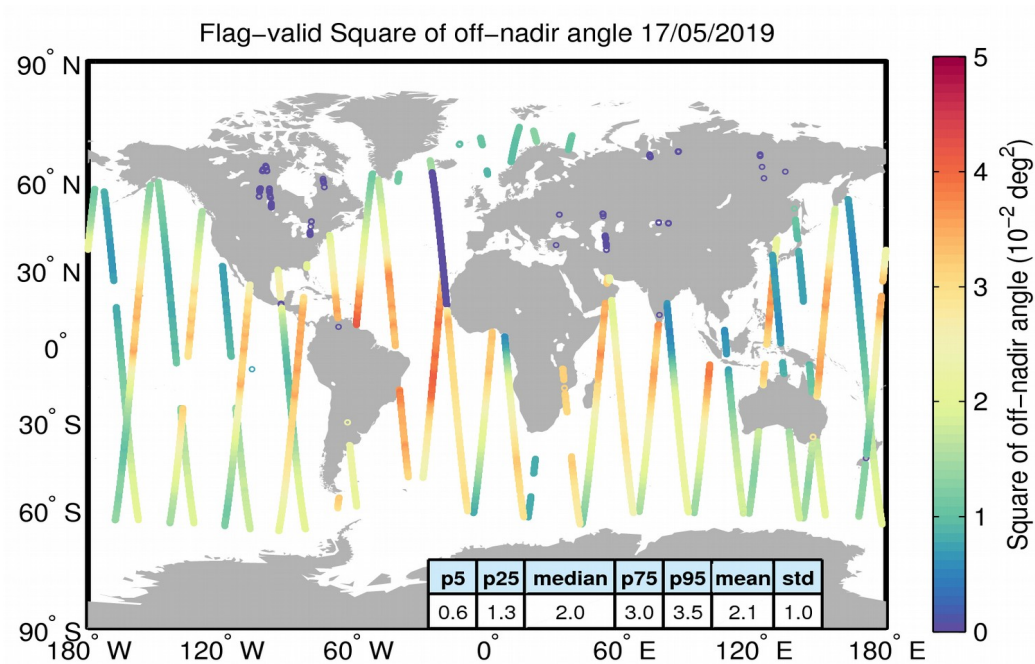 Flag−valid Square of off−nadir angle 17/05/2019
90° N
60° N
30° N
0°
30° S
60° S
90° S
180° W
120° W
60° W
0°
60° E
120° E
180° E
p5 p25 median p75 p95 mean std
0.6 1.3 2.0 3.0 3.5 2.1 1.0
5
4
3
2
1
0
Square of off−nadir angle (10⁻² deg²)